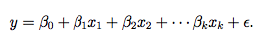 y = β₀ + β₁x₁ + β₂x₂ + ⋯ βₖxₖ + ϵ.